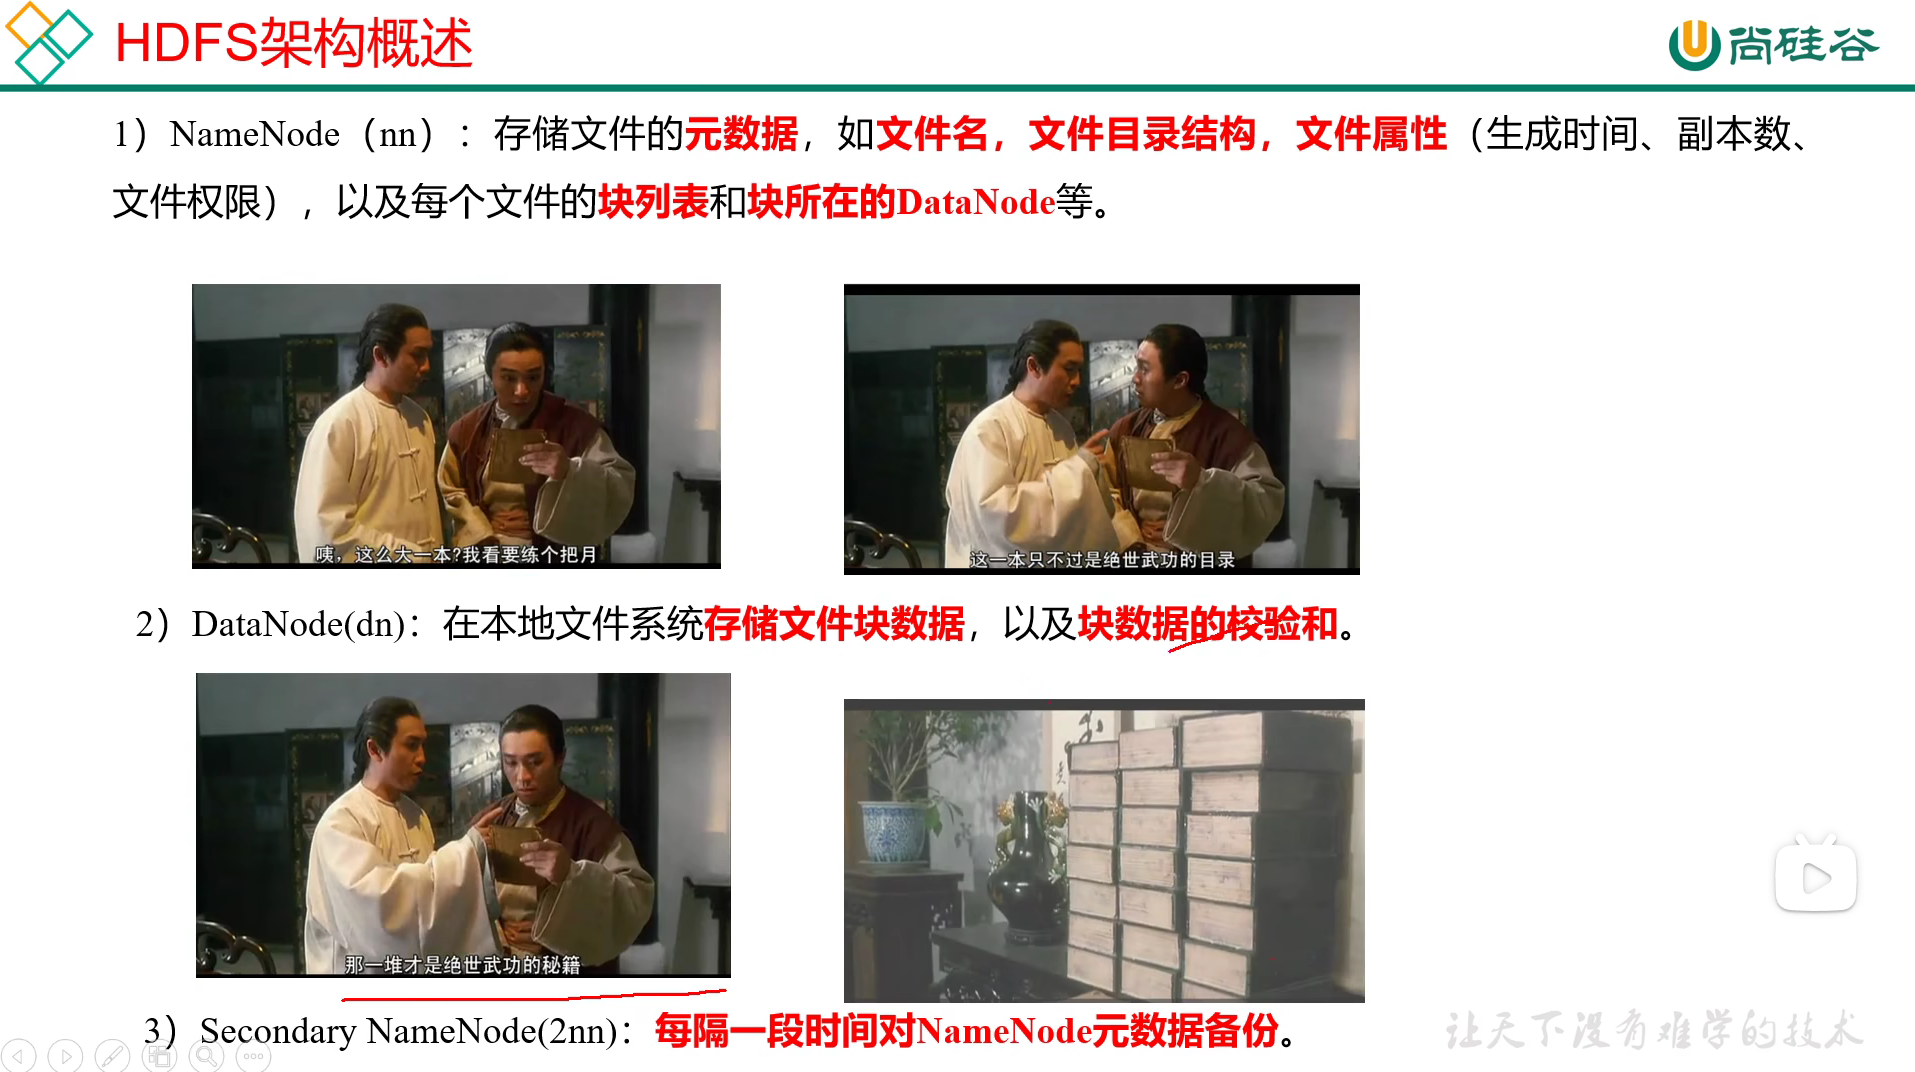 HDFS架构概述
尚硅谷
1）NameNode（nn）：存储文件的元数据，如文件名，文件目录结构，文件属性（生成时间、副本数、
文件权限），以及每个文件的块列表和块所在的DataNode等。
咦，这么大一本?我看要练个把月
这一本只不过是绝世武功的目录
2）DataNode(dn)：在本地文件系统存储文件块数据，以及块数据的校验和。
那一堆才是绝世武功的秘籍
3）Secondary NameNode(2nn)：每隔一段时间对NameNode元数据备份。
让天下没有难学的技术